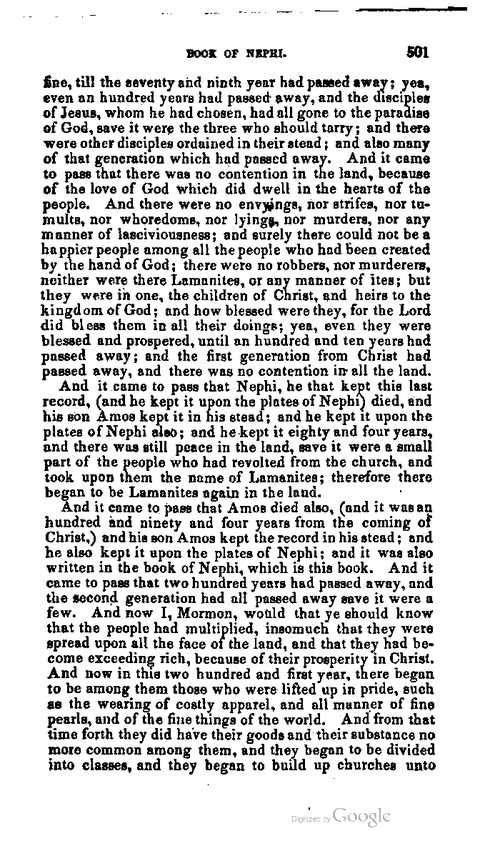 BOOK OF NEPHI. 501
fine, till the seventy and ninth year had passed away; yea,
even an hundred years had passed away, and the disciples
of Jesus, whom he had chosen, had all gone to the paradise
of God, save it were the three who should tarry; and there
were other disciples ordained in their stead; and also many
of that generation which had passed away. And it came
to pass that there was no contention in the land, because
of the love of God which did dwell in the hearts of the
people. And there were no envyings, nor strifes, nor tu-
mults, nor whoredoms, nor lyings, nor murders, nor any
manner of lasciviousness; and surely there could not be a
happier people among all the people who had been created
by the hand of God; there were no robbers, nor murderers,
neither were there Lamanites, or any manner of ites; but
they were in one, the children of Christ, and heirs to the
kingdom of God; and how blessed were they, for the Lord
did bless them in all their doings; yea, even they were
blessed and prospered, until an hundred and ten years had
passed away; and the first generation from Christ had
passed away, and there was no contention in all the land.
And it came to pass that Nephi, he that kept this last
record, (and he kept it upon the plates of Nephi) died, and
his son Amos kept it in his stead; and he kept it upon the
plates of Nephi also; and he kept it eighty and four years,
and there was still peace in the land, save it were a small
part of the people who had revolted from the church, and
took upon them the name of Lamanites; therefore there
began to be Lamanites again in the land.
And it came to pass that Amos died also, (and it was an
hundred and ninety and four years from the coming of
Christ,) and his son Amos kept the record in his stead; and
he also kept it upon the plates of Nephi; and it was also
written in the book of Nephi, which is this book. And it
came to pass that two hundred years had passed away, and
the second generation had all passed away save it were a
few. And now I, Mormon, would that ye should know
that the people had multiplied, insomuch that they were
spread upon all the face of the land, and that they had be-
come exceeding rich, because of their prosperity in Christ.
And now in this two hundred and first year, there began
to be among them those who were lifted up in pride, such
as the wearing of costly apparel, and all manner of fine
pearls, and of the fine things of the world. And from that
time forth they did have their goods and their substance no
more common among them, and they began to be divided
into classes, and they began to build up churches unto
Digitized by Google